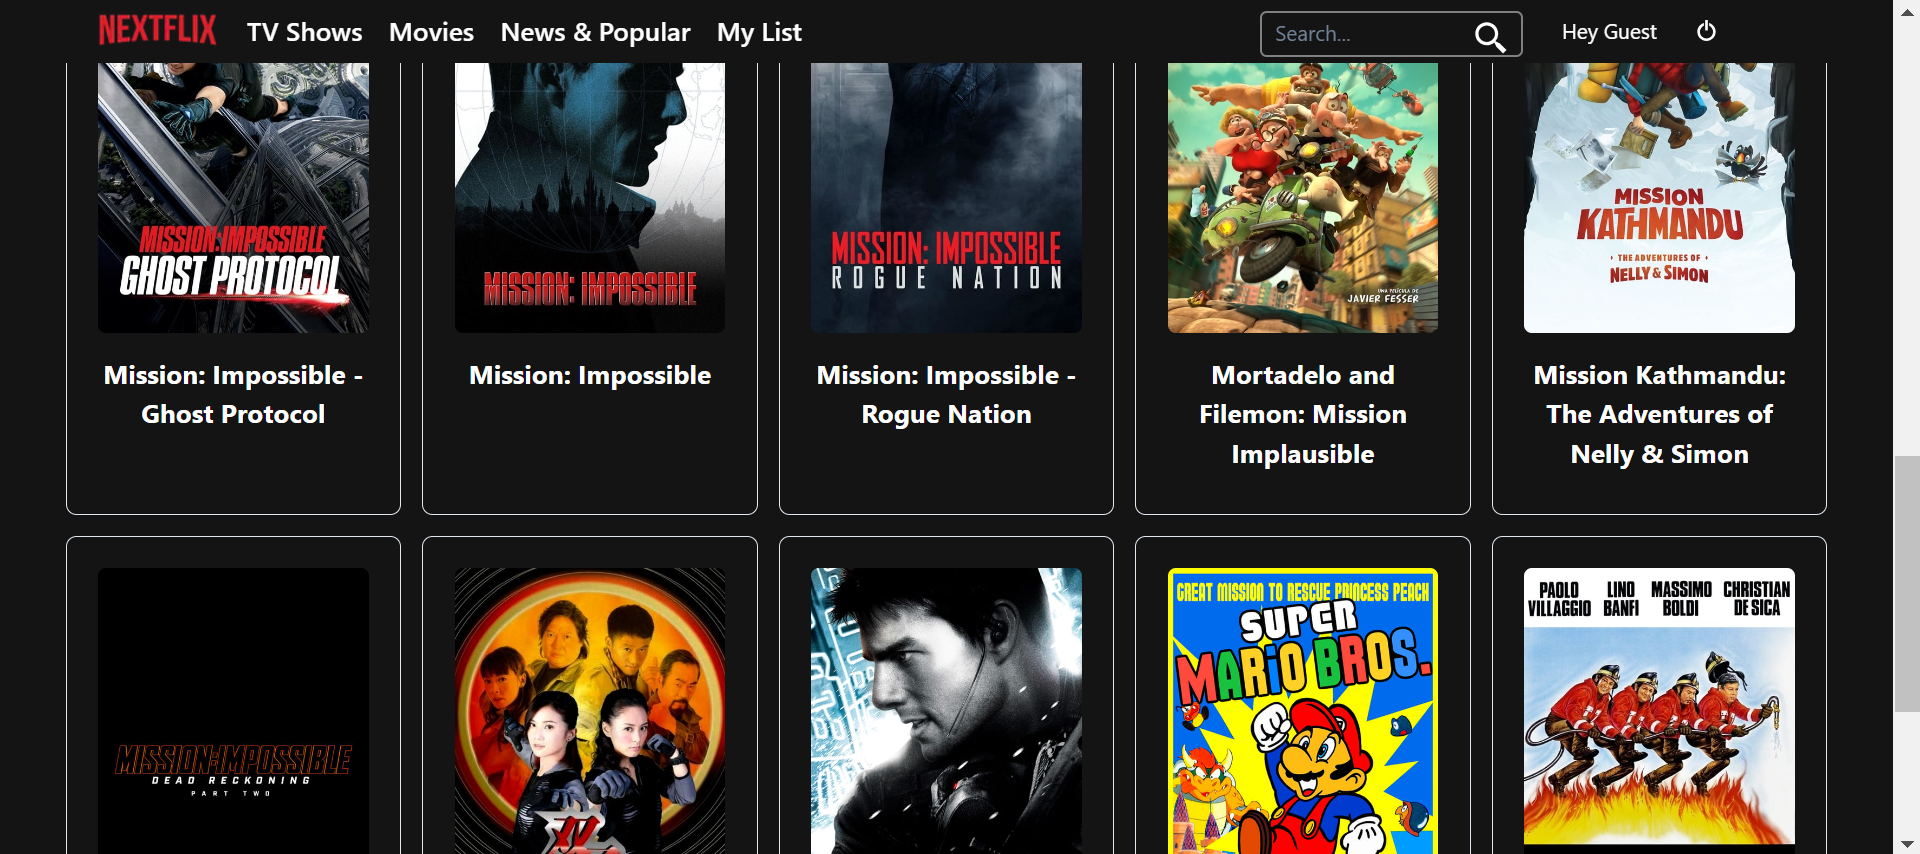 NEXTFLIX TV Shows Movies News & Popular My List Search... Hey Guest
MISSION: IMPOSSIBLE
GHOST PROTOCOL
MISSION: IMPOSSIBLE
MISSION: IMPOSSIBLE
ROGUE NATION
UNA PELÍCULA DE
JAVIER FESSER
MISSION
KATHMANDU
THE ADVENTURES OF
NELLY & SIMON
Mission: Impossible -
Ghost Protocol
Mission: Impossible
Mission: Impossible -
Rogue Nation
Mortadelo and
Filemon: Mission
Implausible
Mission Kathmandu:
The Adventures of
Nelly & Simon
MISSION: IMPOSSIBLE
DEAD RECKONING
PART TWO
GREAT MISSION TO RESCUE PRINCESS PEACH
SUPER
MARIO BROS.
PAOLO VILLAGGIO LINO BANFI MASSIMO BOLDI CHRISTIAN DE SICA